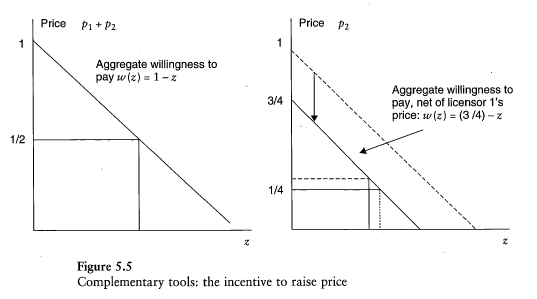 Price p₁ + p₂
1
Aggregate willingness to
pay w(z) = 1 – z
1/2
z
Price p₂
1
3/4
Aggregate willingness to
pay, net of licensor 1's
price: w(z) = (3 /4) – z
1/4
z
Figure 5.5
Complementary tools: the incentive to raise price